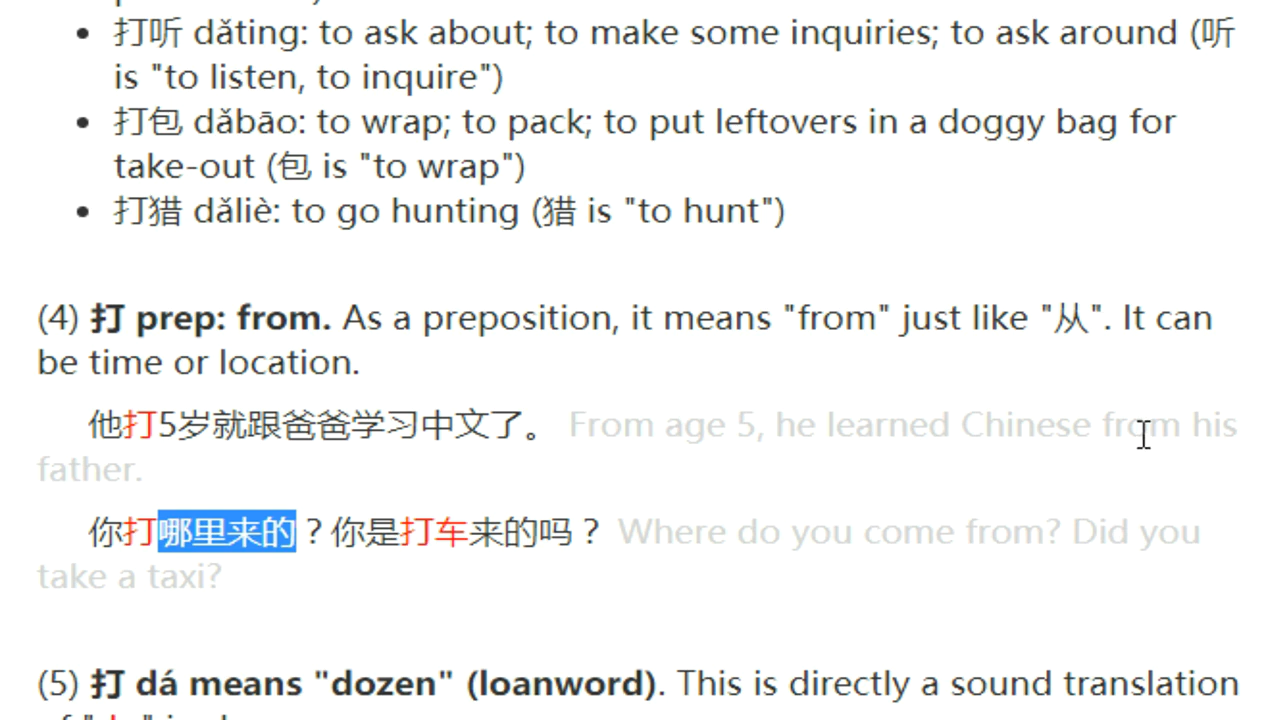 • 打听 dǎting: to ask about; to make some inquiries; to ask around (听
is "to listen, to inquire")
• 打包 dǎbāo: to wrap; to pack; to put leftovers in a doggy bag for
take-out (包 is "to wrap")
• 打猎 dǎliè: to go hunting (猎 is "to hunt")
(4) 打 prep: from. As a preposition, it means "from" just like "从". It can
be time or location.
他打5岁就跟爸爸学习中文了。 From age 5, he learned Chinese from his
father.
你打哪里来的？你是打车来的吗？ Where do you come from? Did you
take a taxi?
(5) 打 dá means "dozen" (loanword). This is directly a sound translation